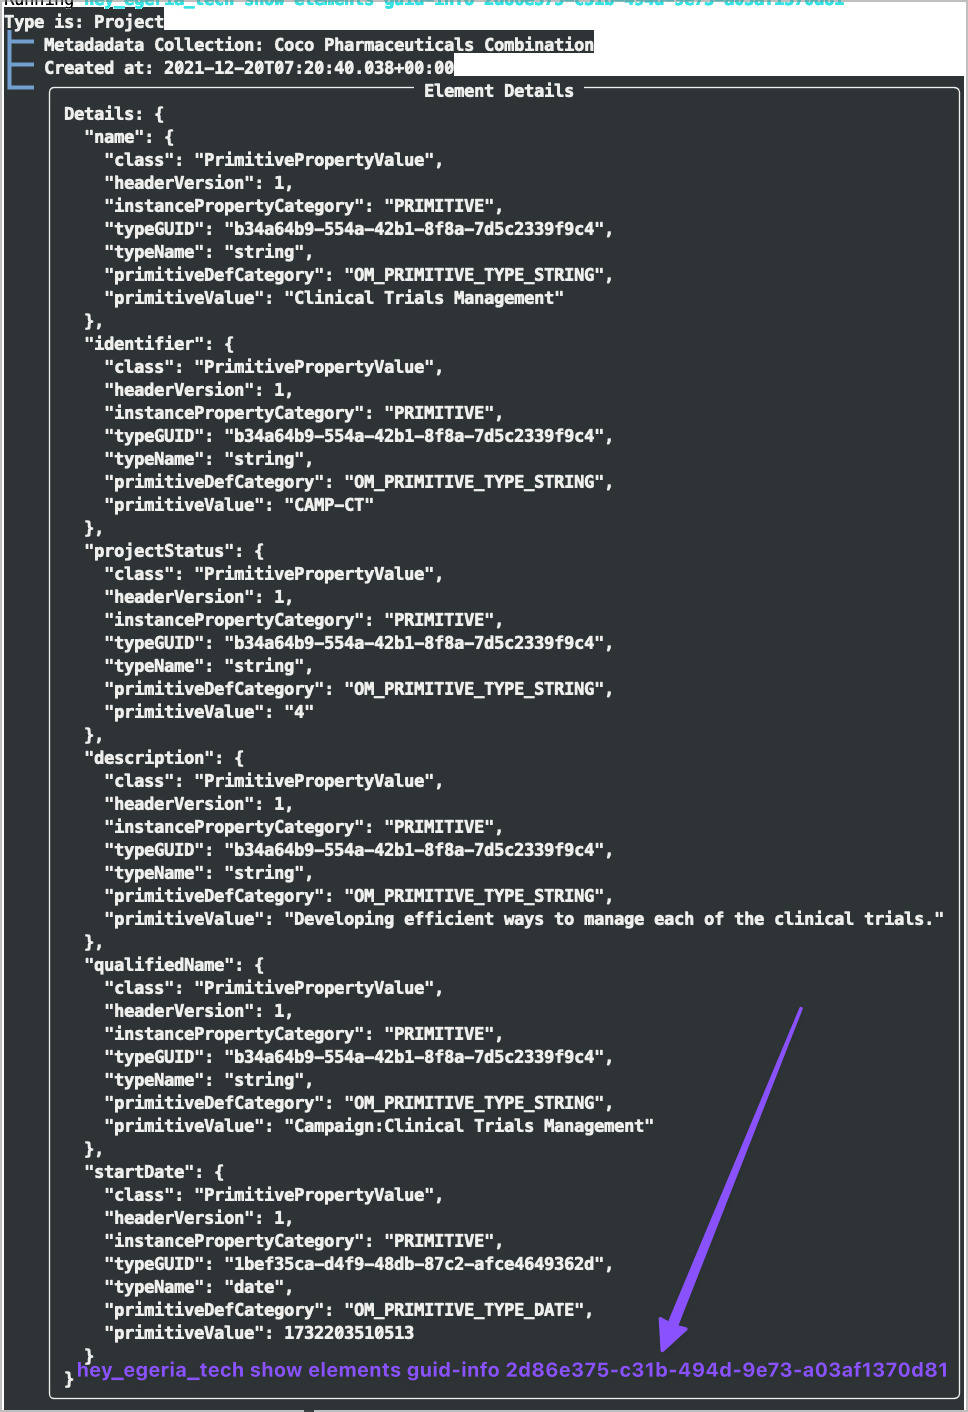 Running hey_egeria_tech show elements guid-info 2d86e375-c31b-494d-9e73-a03af1370d81
Type is: Project
Metadadata Collection: Coco Pharmaceuticals Combination
Created at: 2021-12-20T07:20:40.038+00:00
Element Details
Details: {
"name": {
"class": "PrimitivePropertyValue",
"headerVersion": 1,
"instancePropertyCategory": "PRIMITIVE",
"typeGUID": "b34a64b9-554a-42b1-8f8a-7d5c2339f9c4",
"typeName": "string",
"primitiveDefCategory": "OM_PRIMITIVE_TYPE_STRING",
"primitiveValue": "Clinical Trials Management"
},
"identifier": {
"class": "PrimitivePropertyValue",
"headerVersion": 1,
"instancePropertyCategory": "PRIMITIVE",
"typeGUID": "b34a64b9-554a-42b1-8f8a-7d5c2339f9c4",
"typeName": "string",
"primitiveDefCategory": "OM_PRIMITIVE_TYPE_STRING",
"primitiveValue": "CAMP-CT"
},
"projectStatus": {
"class": "PrimitivePropertyValue",
"headerVersion": 1,
"instancePropertyCategory": "PRIMITIVE",
"typeGUID": "b34a64b9-554a-42b1-8f8a-7d5c2339f9c4",
"typeName": "string",
"primitiveDefCategory": "OM_PRIMITIVE_TYPE_STRING",
"primitiveValue": "4"
},
"description": {
"class": "PrimitivePropertyValue",
"headerVersion": 1,
"instancePropertyCategory": "PRIMITIVE",
"typeGUID": "b34a64b9-554a-42b1-8f8a-7d5c2339f9c4",
"typeName": "string",
"primitiveDefCategory": "OM_PRIMITIVE_TYPE_STRING",
"primitiveValue": "Developing efficient ways to manage each of the clinical trials."
},
"qualifiedName": {
"class": "PrimitivePropertyValue",
"headerVersion": 1,
"instancePropertyCategory": "PRIMITIVE",
"typeGUID": "b34a64b9-554a-42b1-8f8a-7d5c2339f9c4",
"typeName": "string",
"primitiveDefCategory": "OM_PRIMITIVE_TYPE_STRING",
"primitiveValue": "Campaign:Clinical Trials Management"
},
"startDate": {
"class": "PrimitivePropertyValue",
"headerVersion": 1,
"instancePropertyCategory": "PRIMITIVE",
"typeGUID": "1bef35ca-d4f9-48db-87c2-afce4649362d",
"typeName": "date",
"primitiveDefCategory": "OM_PRIMITIVE_TYPE_DATE",
"primitiveValue": 1732203510513
}
}
hey_egeria_tech show elements guid-info 2d86e375-c31b-494d-9e73-a03af1370d81